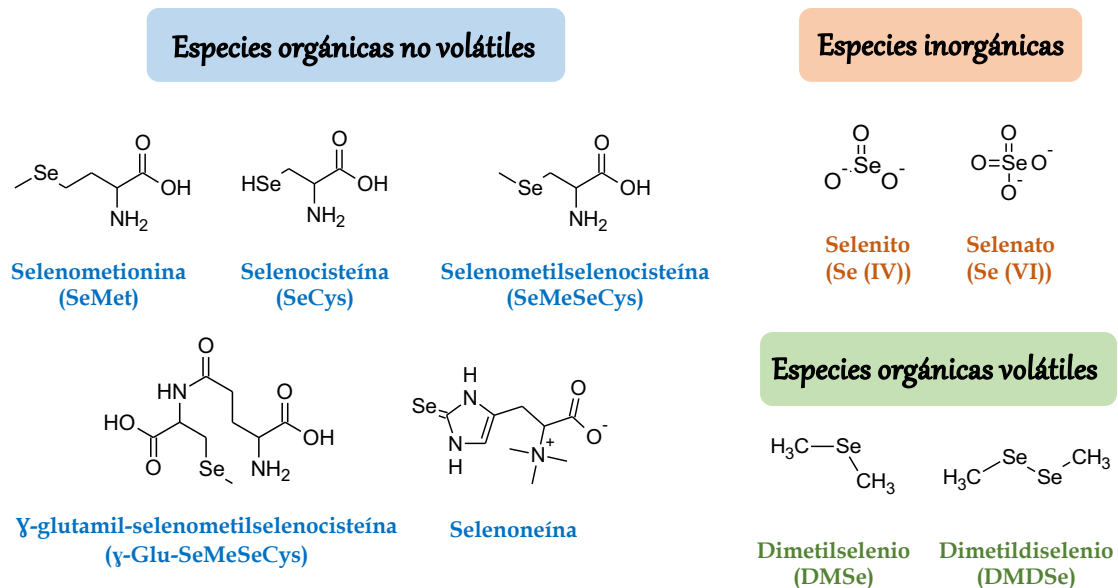 Especies orgánicas no volátiles
Se
O
OH
NH2
Selenometionina
(SeMet)
HSe
O
OH
NH2
Selenocisteína
(SeCys)
Se
O
OH
NH2
Selenometilselenocisteína
(SeMeSeCys)
O
HN
HO
O
Se
O
OH
NH2
Ɣ-glutamil-selenometilselenocisteína
(ɣ-Glu-SeMeSeCys)
Se
H
N
N
H
O
O-
N+
Selenoneína
Especies inorgánicas
O
Se
O-
O-
Selenito
(Se (IV))
O
O=Se O-
O-
Selenato
(Se (VI))
Especies orgánicas volátiles
H3C
Se
CH3
Dimetilselenio
(DMSe)
H3C
Se
Se
CH3
Dimetildiselenio
(DMDSe)